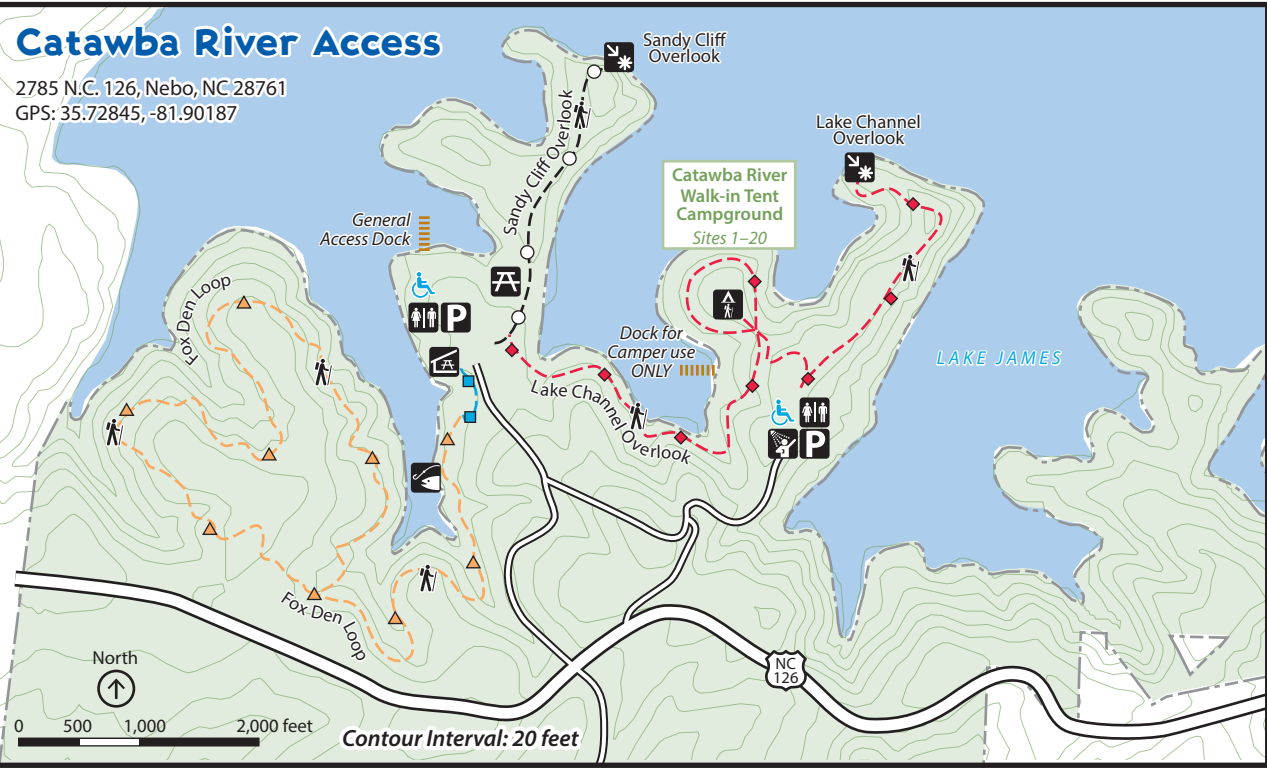 Catawba River Access
2785 N.C. 126, Nebo, NC 28761
GPS: 35.72845, -81.90187
Sandy Cliff
Overlook
Sandy Cliff Overlook
Lake Channel
Overlook
Catawba River
Walk-in Tent
Campground
Sites 1–20
General
Access Dock
P
Fox Den Loop
Dock for
Camper use
ONLY
LAKE JAMES
Lake Channel Overlook
P
Fox Den Loop
NC
126
North
0 500 1,000 2,000 feet
Contour Interval: 20 feet